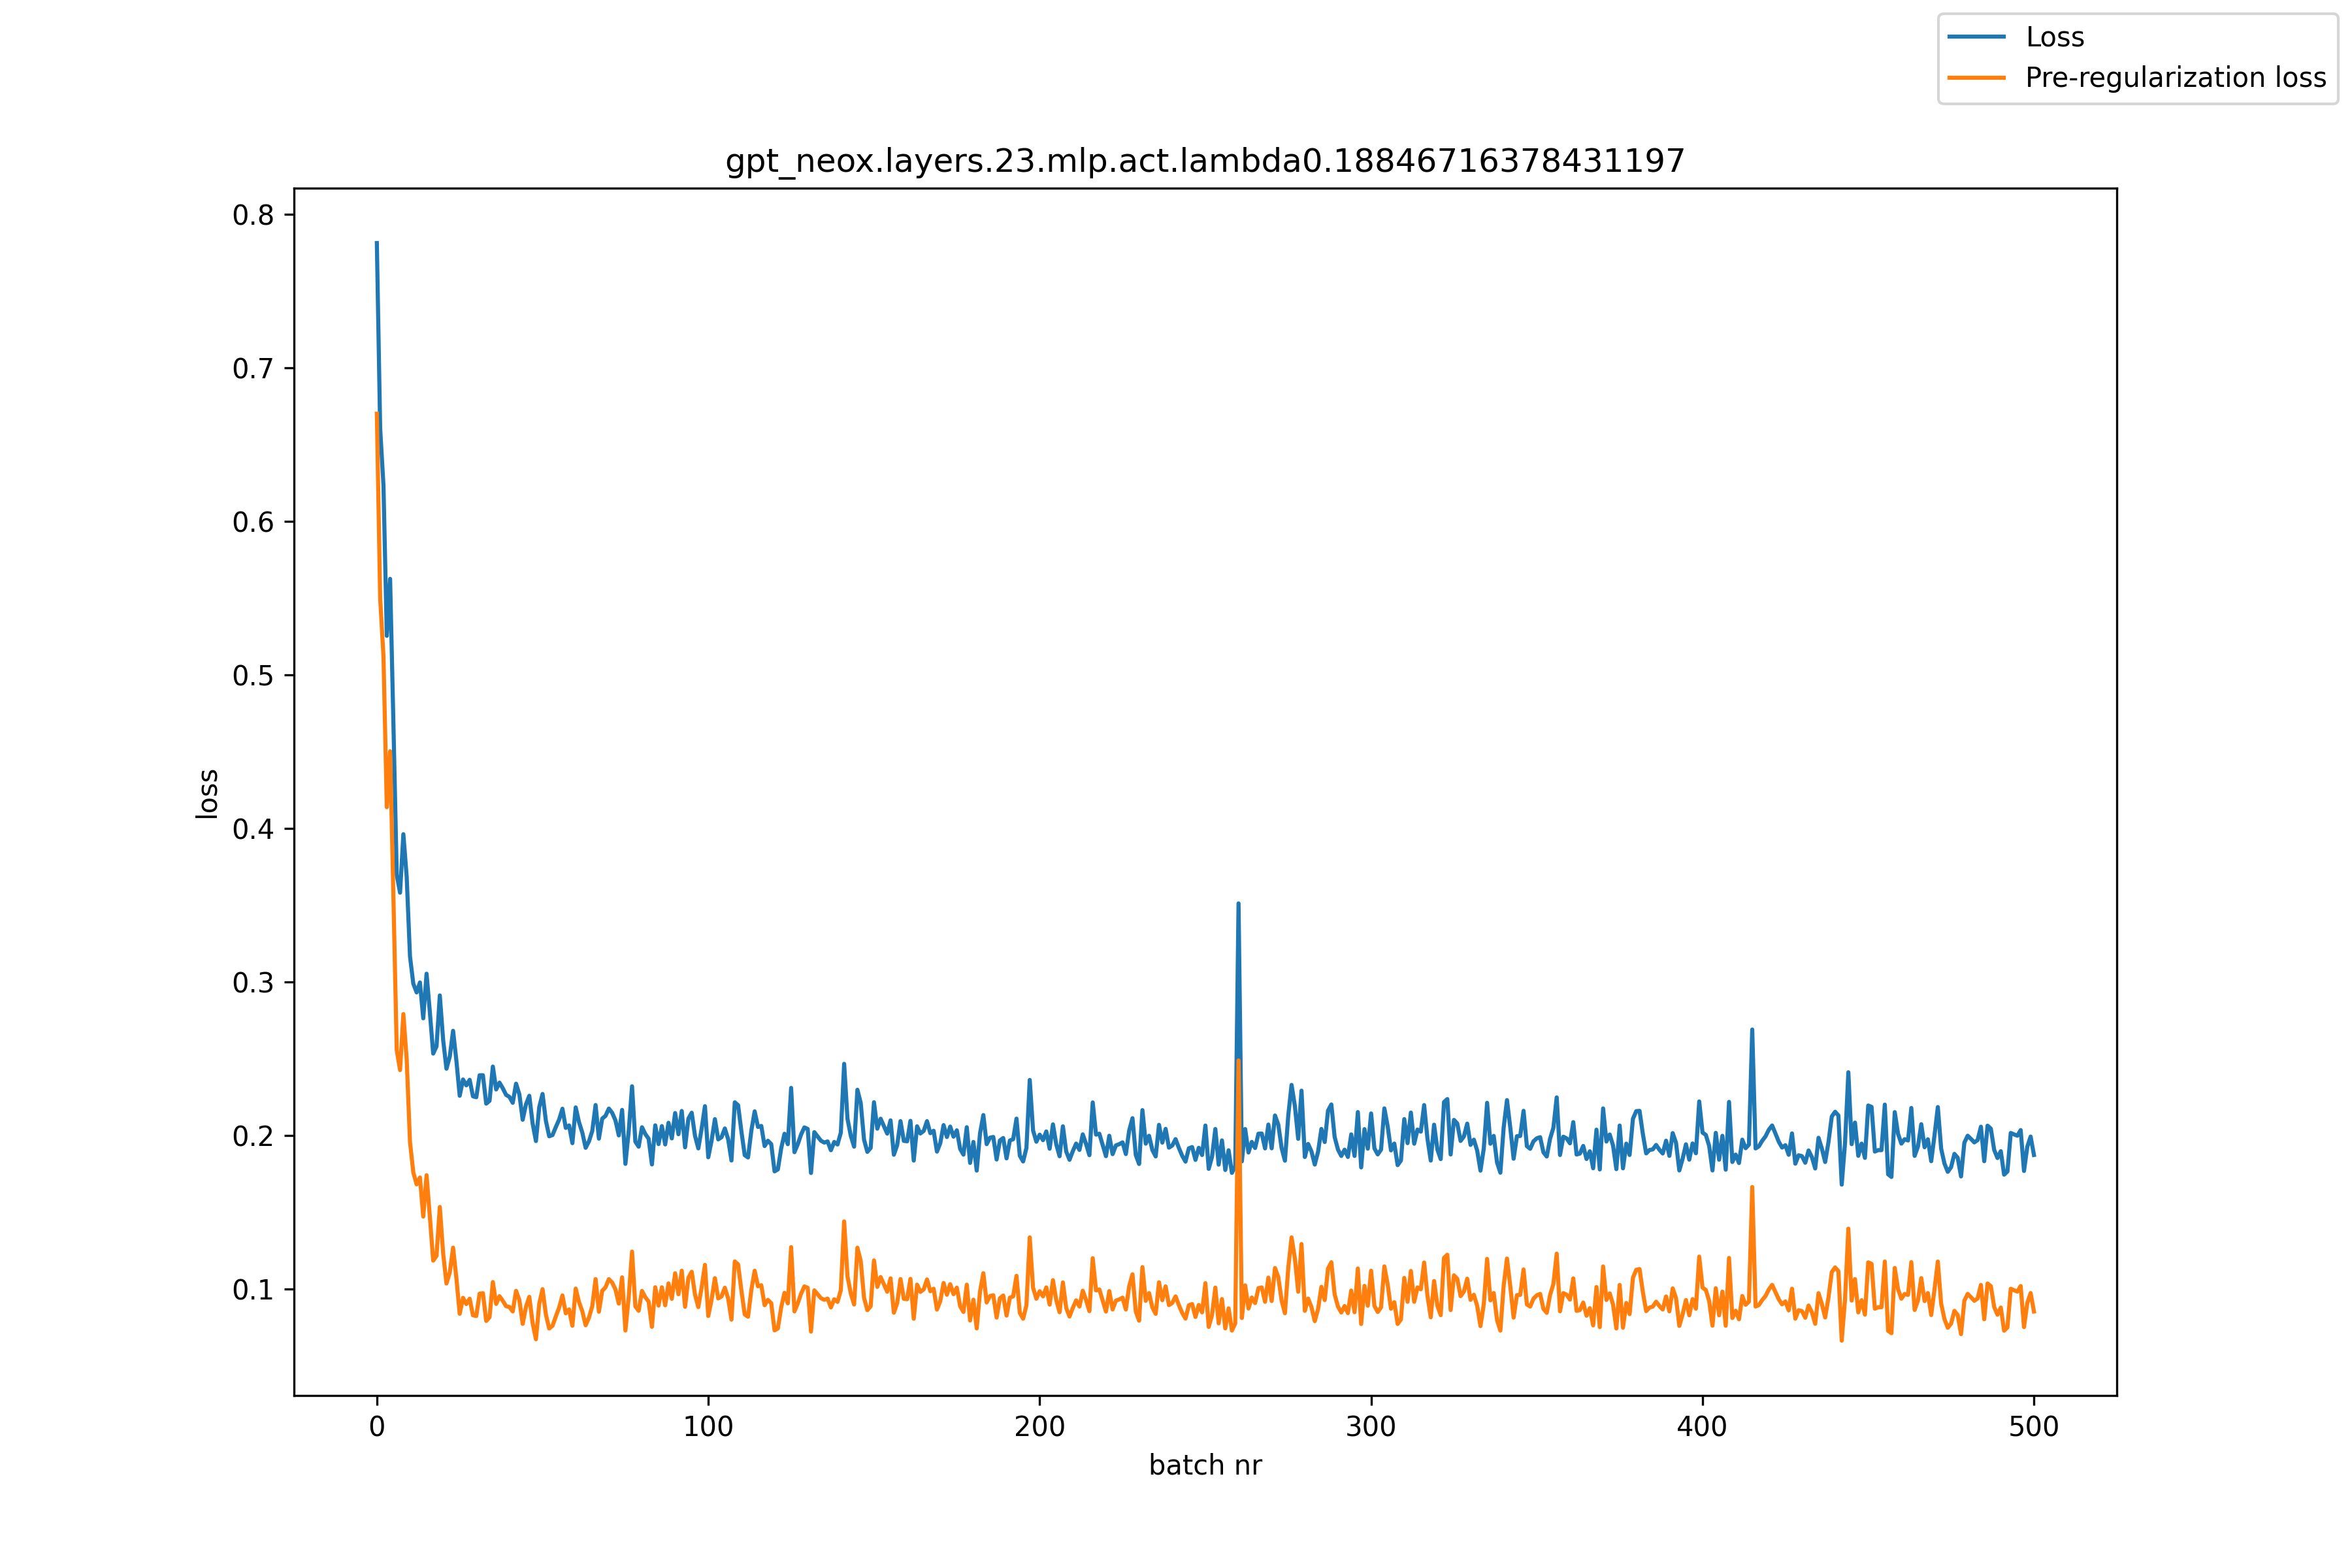 Loss
Pre-regularization loss
gpt_neox.layers.23.mlp.act.lambda0.18846716378431197
0.8
0.7
0.6
0.5
0.4
0.3
0.2
0.1
loss
0 100 200 300 400 500
batch nr